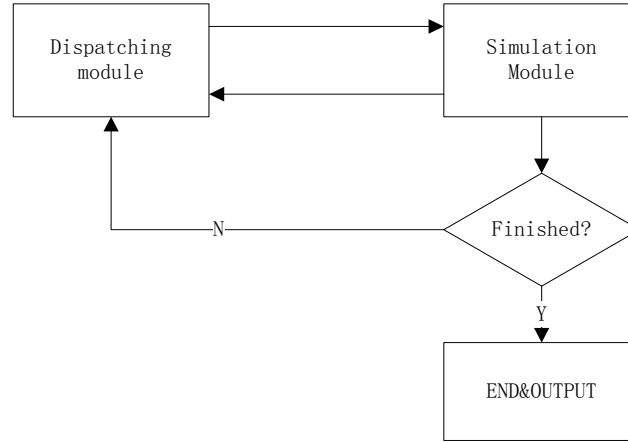 Dispatching
module
Simulation
Module
Finished?
N
Y
END&OUTPUT